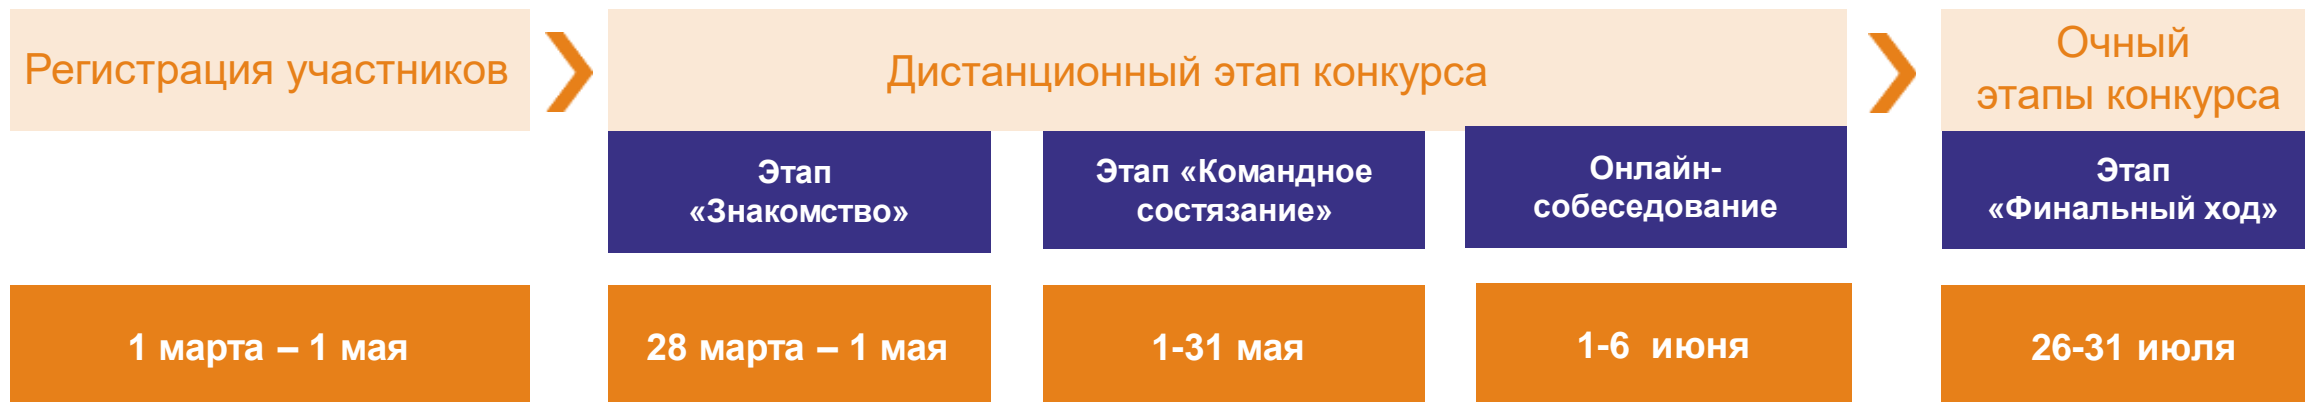 Регистрация участников
Дистанционный этап конкурса
Очный
этапы конкурса
Этап
«Знакомство»
Этап «Командное
состязание»
Онлайн-
собеседование
Этап
«Финальный ход»
1 марта – 1 мая
28 марта – 1 мая
1-31 мая
1-6 июня
26-31 июля